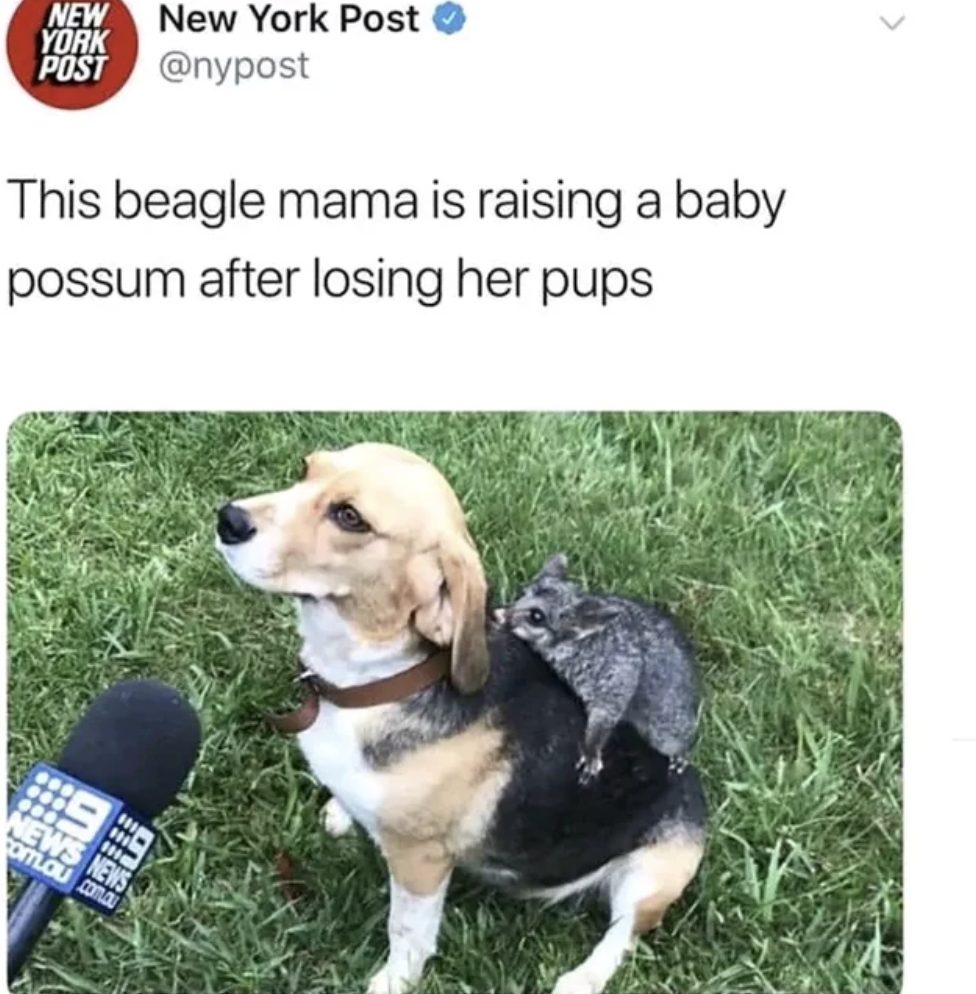 NEW
YORK
POST
New York Post
@nypost
This beagle mama is raising a baby
possum after losing her pups
9
NEWS
.com.au
9
NEWS
.com.au